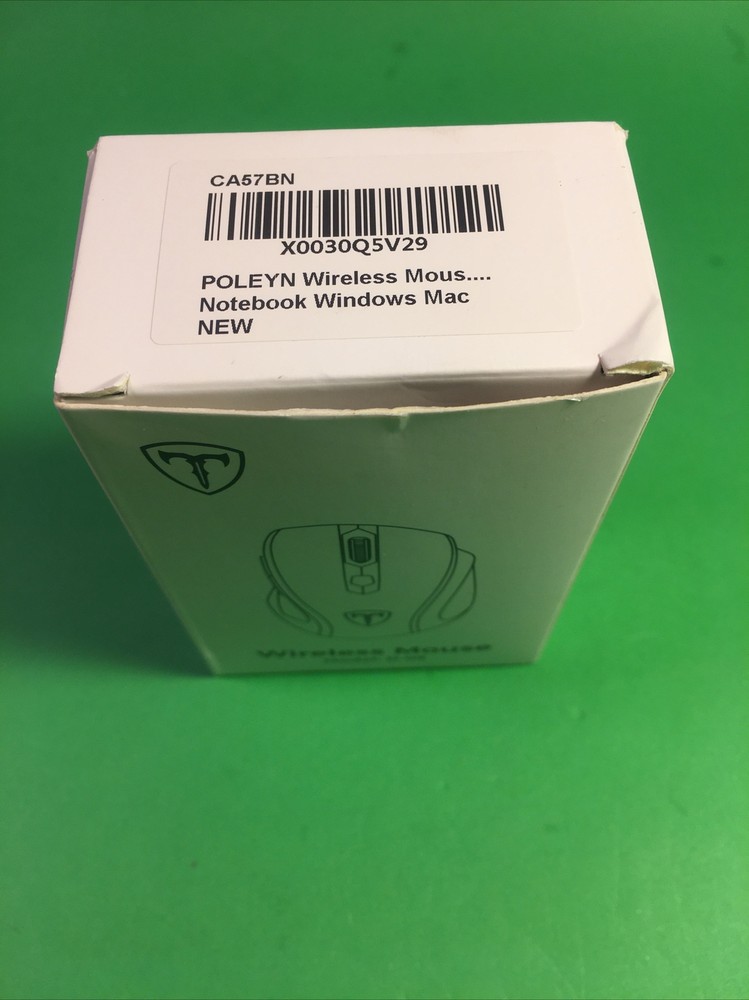 CA57BN
X0030Q5V29
POLEYN Wireless Mous....
Notebook Windows Mac
NEW
Wireless Mouse